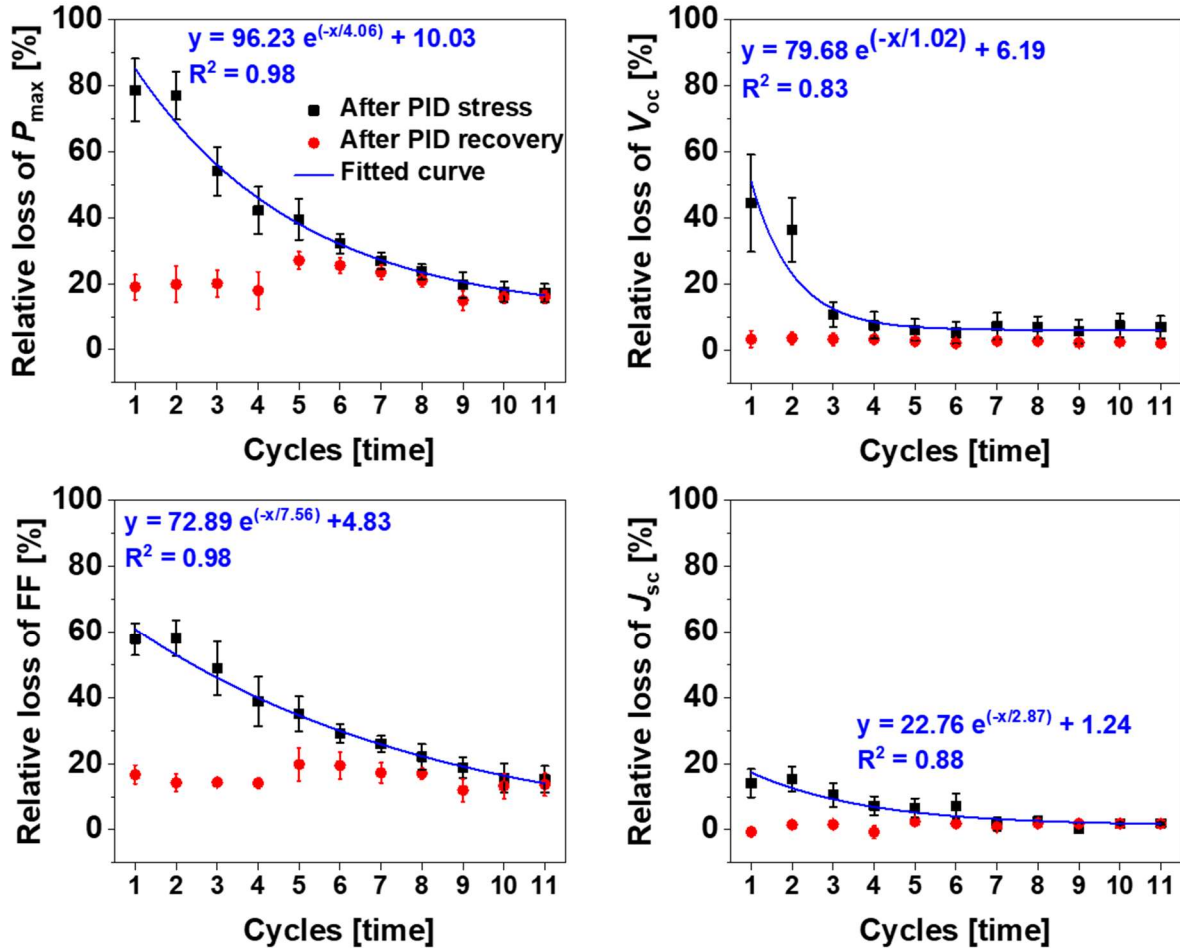 Relative loss of Pmax [%]
100
80
60
40
20
0
y = 96.23 e(-x/4.06) + 10.03
R2 = 0.98
After PID stress
After PID recovery
Fitted curve
1 2 3 4 5 6 7 8 9 10 11
Cycles [time]
Relative loss of Voc [%]
100
80
60
40
20
0
y = 79.68 e(-x/1.02) + 6.19
R2 = 0.83
1 2 3 4 5 6 7 8 9 10 11
Cycles [time]
Relative loss of FF [%]
100
80
60
40
20
0
y = 72.89 e(-x/7.56) +4.83
R2 = 0.98
1 2 3 4 5 6 7 8 9 10 11
Cycles [time]
Relative loss of Jsc [%]
100
80
60
40
20
0
y = 22.76 e(-x/2.87) + 1.24
R2 = 0.88
1 2 3 4 5 6 7 8 9 10 11
Cycles [time]